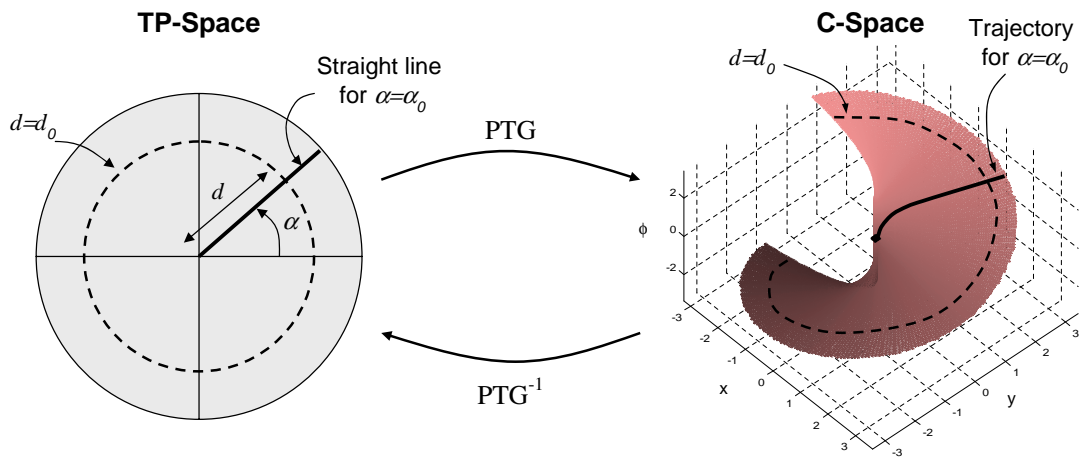 TP-Space
Straight line
for α=α₀
d=d₀
d
α
PTG
PTG⁻¹
C-Space
Trajectory
for α=α₀
d=d₀
2
0
-2
ϕ
-3
-2
-1
0
1
2
3
x
-3
-2
-1
0
1
2
3
y